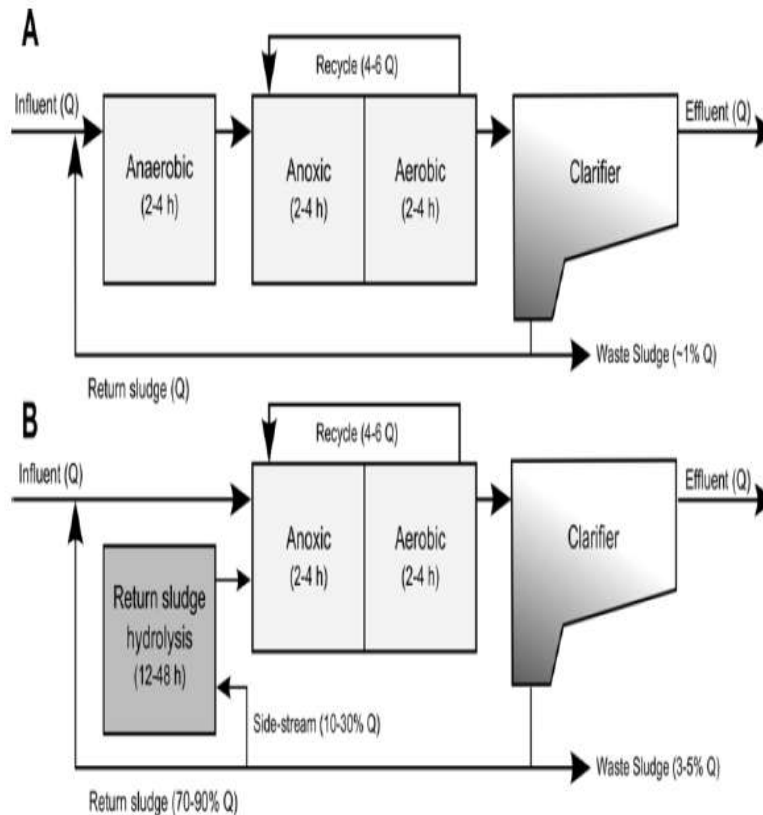 A
Recycle (4-6 Q)
Influent (Q)
Effluent (Q)
Anaerobic
(2-4 h)
Anoxic
(2-4 h)
Aerobic
(2-4 h)
Clarifier
Waste Sludge (~1% Q)
Return sludge (Q)
B
Recycle (4-6 Q)
Influent (Q)
Effluent (Q)
Anoxic
(2-4 h)
Aerobic
(2-4 h)
Clarifier
Return sludge
hydrolysis
(12-48 h)
Side-stream (10-30% Q)
Waste Sludge (3-5% Q)
Return sludge (70-90% Q)